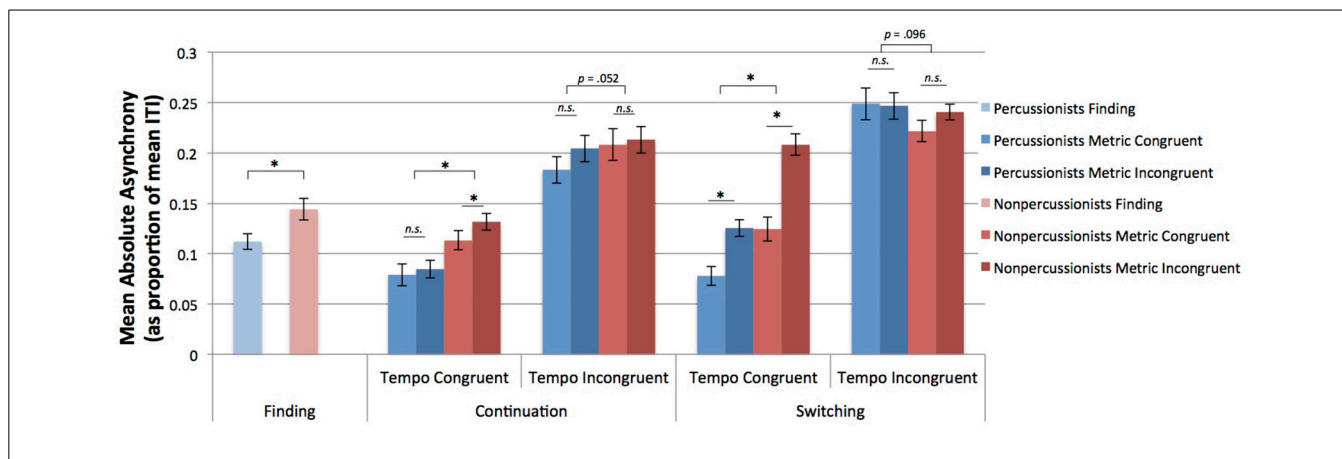 Mean Absolute Asynchrony
(as proportion of mean ITI)
0.3
0.25
0.2
0.15
0.1
0.05
0
*
n.s.
*
*
p = .052
n.s.
n.s.
*
*
*
p = .096
n.s.
n.s.
Tempo Congruent
Tempo Incongruent
Tempo Congruent
Tempo Incongruent
Finding
Continuation
Switching
Percussionists Finding
Percussionists Metric Congruent
Percussionists Metric Incongruent
Nonpercussionists Finding
Nonpercussionists Metric Congruent
Nonpercussionists Metric Incongruent